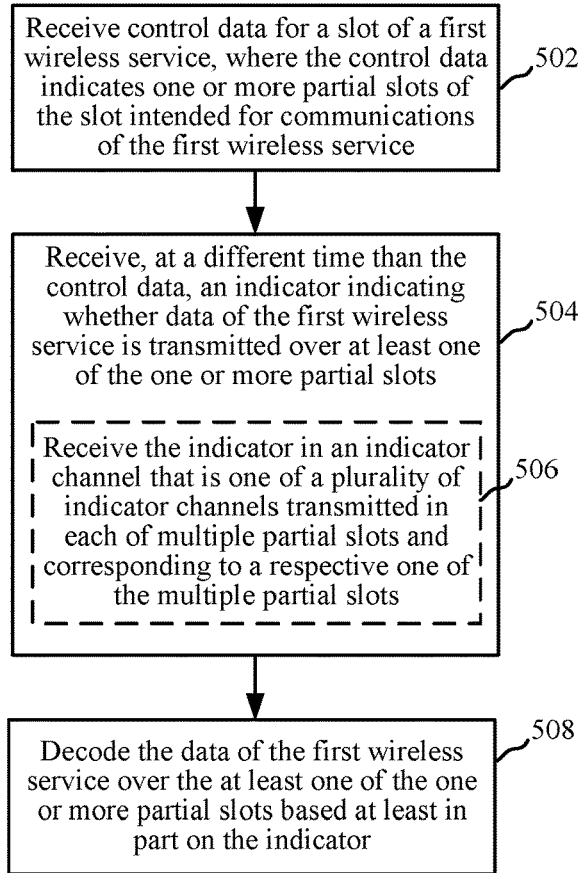 Receive control data for a slot of a first
wireless service, where the control data
indicates one or more partial slots of
the slot intended for communications
of the first wireless service
502
Receive, at a different time than the
control data, an indicator indicating
whether data of the first wireless
service is transmitted over at least one
of the one or more partial slots
504
Receive the indicator in an indicator
channel that is one of a plurality of
indicator channels transmitted in
each of multiple partial slots and
corresponding to a respective one of
the multiple partial slots
506
Decode the data of the first wireless
service over the at least one of the one
or more partial slots based at least in
part on the indicator
508